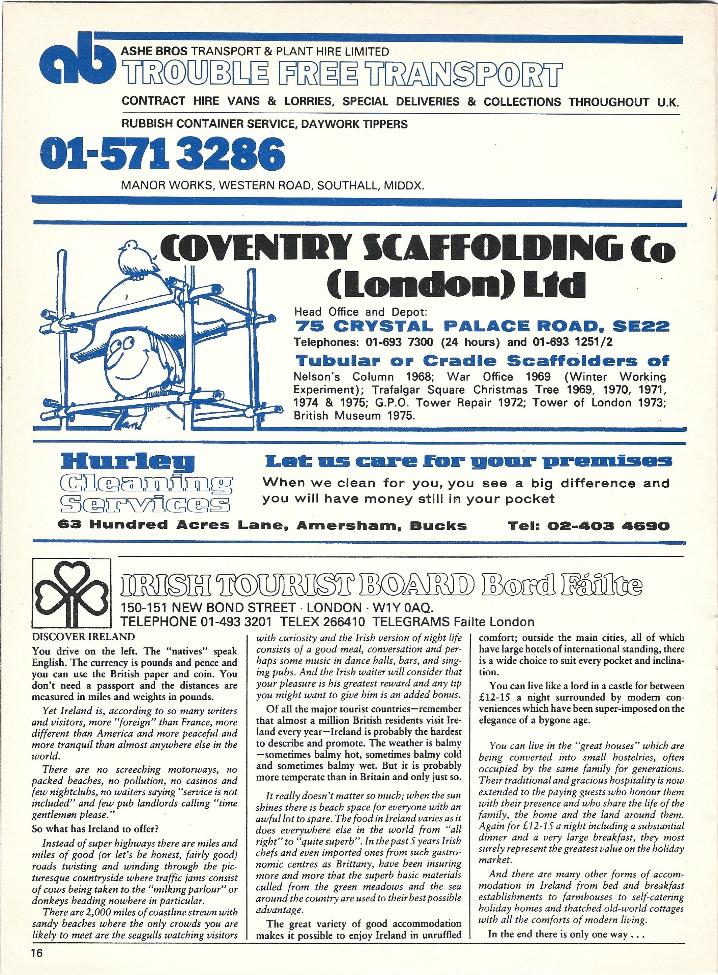 ab
ASHE BROS TRANSPORT & PLANT HIRE LIMITED
TROUBLE FREE TRANSPORT
CONTRACT HIRE VANS & LORRIES, SPECIAL DELIVERIES & COLLECTIONS THROUGHOUT U.K.
RUBBISH CONTAINER SERVICE, DAYWORK TIPPERS
01-571 3286
MANOR WORKS, WESTERN ROAD, SOUTHALL, MIDDX.
COVENTRY SCAFFOLDING Co
(London) Ltd
Head Office and Depot:
75 CRYSTAL PALACE ROAD, SE22
Telephones: 01-693 7300 (24 hours) and 01-693 1251/2
Tubular or Cradle Scaffolders of
Nelson's Column 1968; War Office 1969 (Winter Working
Experiment); Trafalgar Square Christmas Tree 1969, 1970, 1971,
1974 & 1975; G.P.O. Tower Repair 1972; Tower of London 1973;
British Museum 1975.
Hurley
Cleaning
Services
Let us care for your premises
When we clean for you, you see a big difference and
you will have money still in your pocket
63 Hundred Acres Lane, Amersham, Bucks Tel: 02-403 4690
IRISH TOURIST BOARD Bord Fáilte
150-151 NEW BOND STREET · LONDON · W1Y 0AQ.
TELEPHONE 01-493 3201 TELEX 266410 TELEGRAMS Failte London
DISCOVER IRELAND
You drive on the left. The "natives" speak
English. The currency is pounds and pence and
you can use the British paper and coin. You
don't need a passport and the distances are
measured in miles and weights in pounds.
Yet Ireland is, according to so many writers
and visitors, more "foreign" than France, more
different than America and more peaceful and
more tranquil than almost anywhere else in the
world.
There are no screeching motorways, no
packed beaches, no pollution, no casinos and
few nightclubs, no waiters saying "service is not
included" and few pub landlords calling "time
gentlemen please."
So what has Ireland to offer?
Instead of super highways there are miles and
miles of good (or let's be honest, fairly good)
roads twisting and winding through the pic-
turesque countryside where traffic jams consist
of cows being taken to the "milking parlour" or
donkeys heading nowhere in particular.
There are 2,000 miles of coastline strewn with
sandy beaches where the only crowds you are
likely to meet are the seagulls watching visitors
with curiosity and the Irish version of night life
consists of a good meal, conversation and per-
haps some music in dance halls, bars, and sing-
ing pubs. And the Irish waiter will consider that
your pleasure is his greatest reward and any tip
you might want to give him is an added bonus.
Of all the major tourist countries—remember
that almost a million British residents visit Ire-
land every year—Ireland is probably the hardest
to describe and promote. The weather is balmy
—sometimes balmy hot, sometimes balmy cold
and sometimes balmy wet. But it is probably
more temperate than in Britain and only just so.
It really doesn't matter so much; when the sun
shines there is beach space for everyone with an
awful lot to spare. The food in Ireland varies as it
does everywhere else in the world from "all
right" to "quite superb". In the past 5 years Irish
chefs and even imported ones from such gastro-
nomic centres as Brittany, have been insuring
more and more that the superb basic materials
culled from the green meadows and the sea
around the country are used to their best possible
advantage.
The great variety of good accommodation
makes it possible to enjoy Ireland in unruffled
comfort; outside the main cities, all of which
have large hotels of international standing, there
is a wide choice to suit every pocket and inclina-
tion.
You can live like a lord in a castle for between
£12-15 a night surrounded by modern con-
veniences which have been super-imposed on the
elegance of a bygone age.
You can live in the "great houses" which are
being converted into small hostelries, often
occupied by the same family for generations.
Their traditional and gracious hospitality is now
extended to the paying guests who honour them
with their presence and who share the life of the
family, the home and the land around them.
Again for £12-15 a night including a substantial
dinner and a very large breakfast, they most
surely represent the greatest value on the holiday
market.
And there are many other forms of accom-
modation in Ireland from bed and breakfast
establishments to farmhouses to self-catering
holiday homes and thatched old-world cottages
with all the comforts of modern living.
In the end there is only one way . . .
16